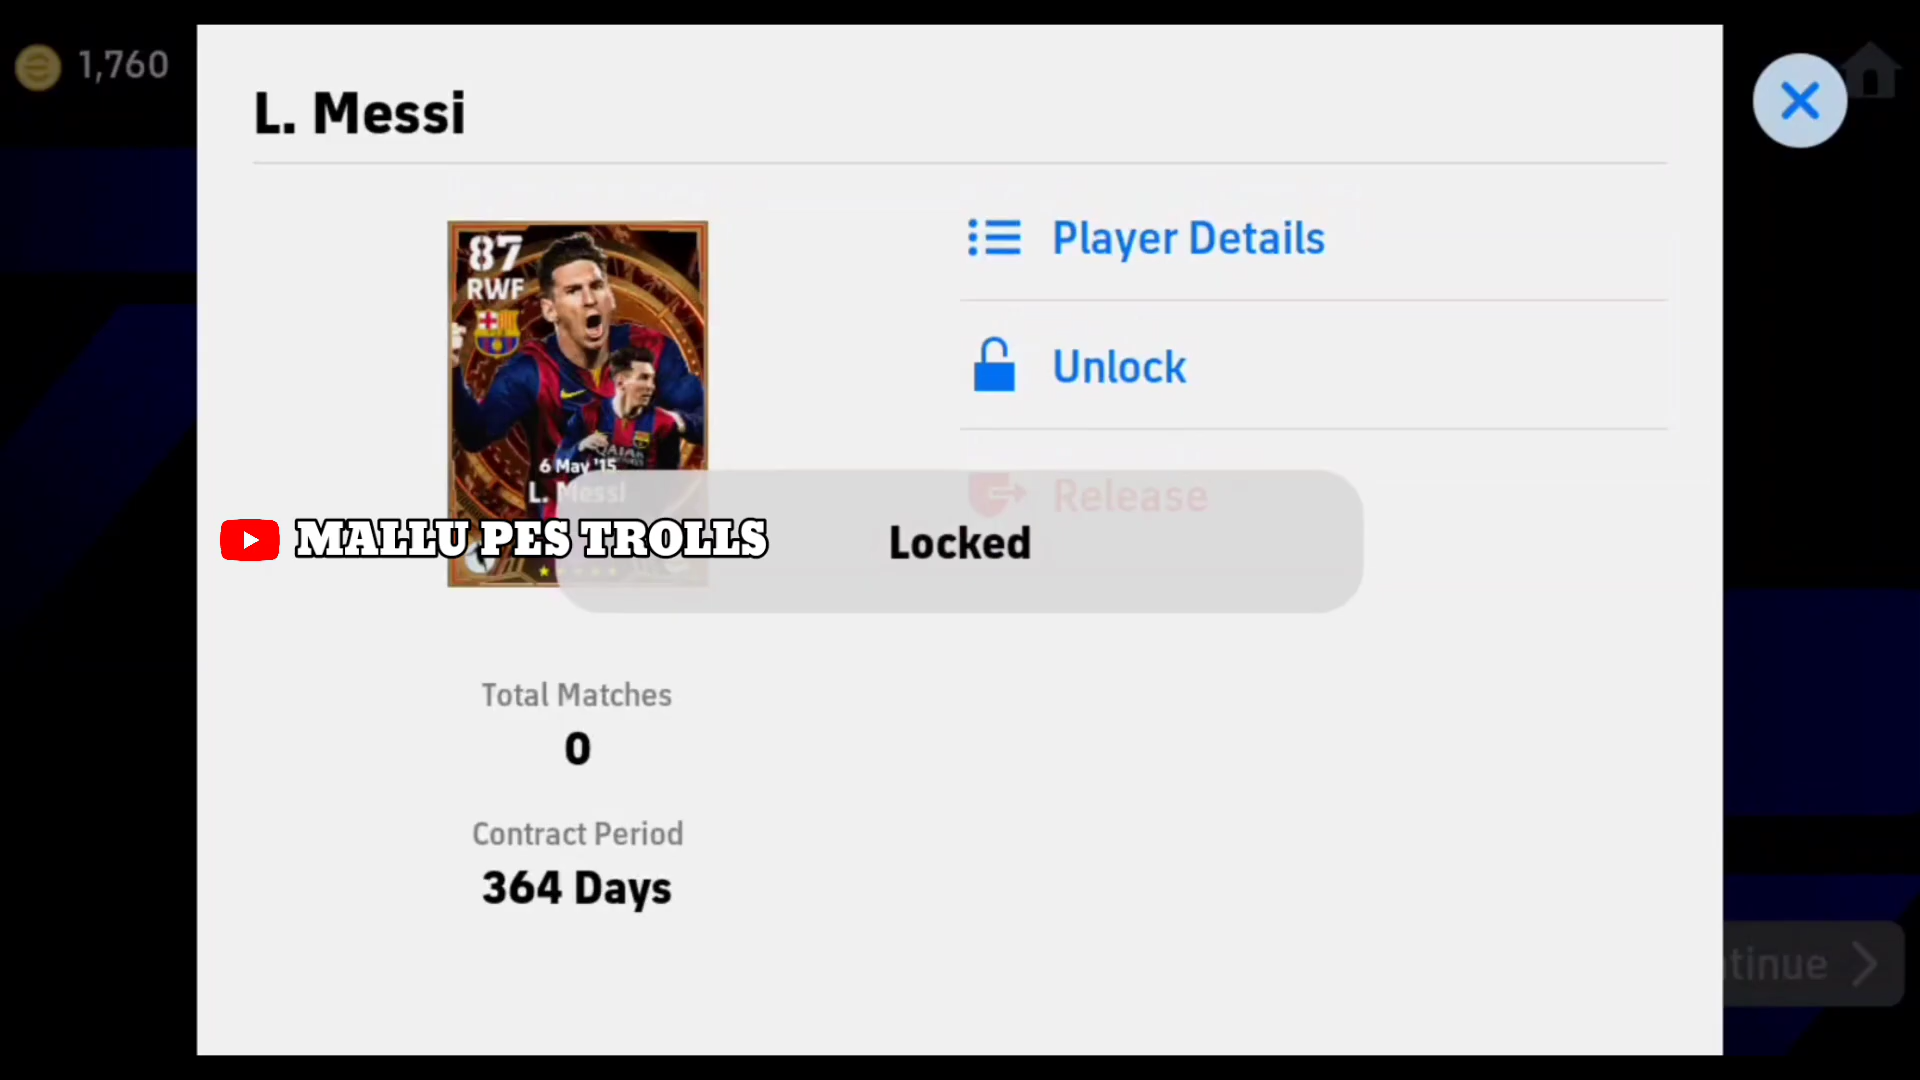 1,760
L. Messi
87
RWF
6 May '15
L. Messi
Player Details
Unlock
Release
Locked
MALLU PES TROLLS
Total Matches
0
Contract Period
364 Days
tinue